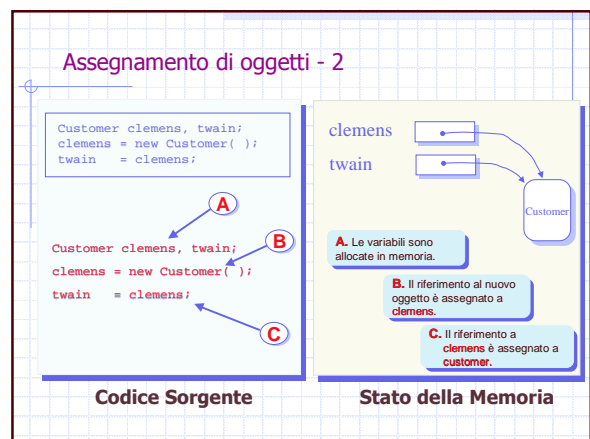 Assegnamento di oggetti - 2
Customer clemens, twain;
clemens = new Customer( );
twain   = clemens;
A
Customer clemens, twain;
B
clemens = new Customer( );
twain   = clemens;
C
Codice Sorgente
clemens
twain
Customer
A. Le variabili sono
allocate in memoria.
B. Il riferimento al nuovo
oggetto è assegnato a
clemens.
C. Il riferimento a
clemens è assegnato a
customer.
Stato della Memoria